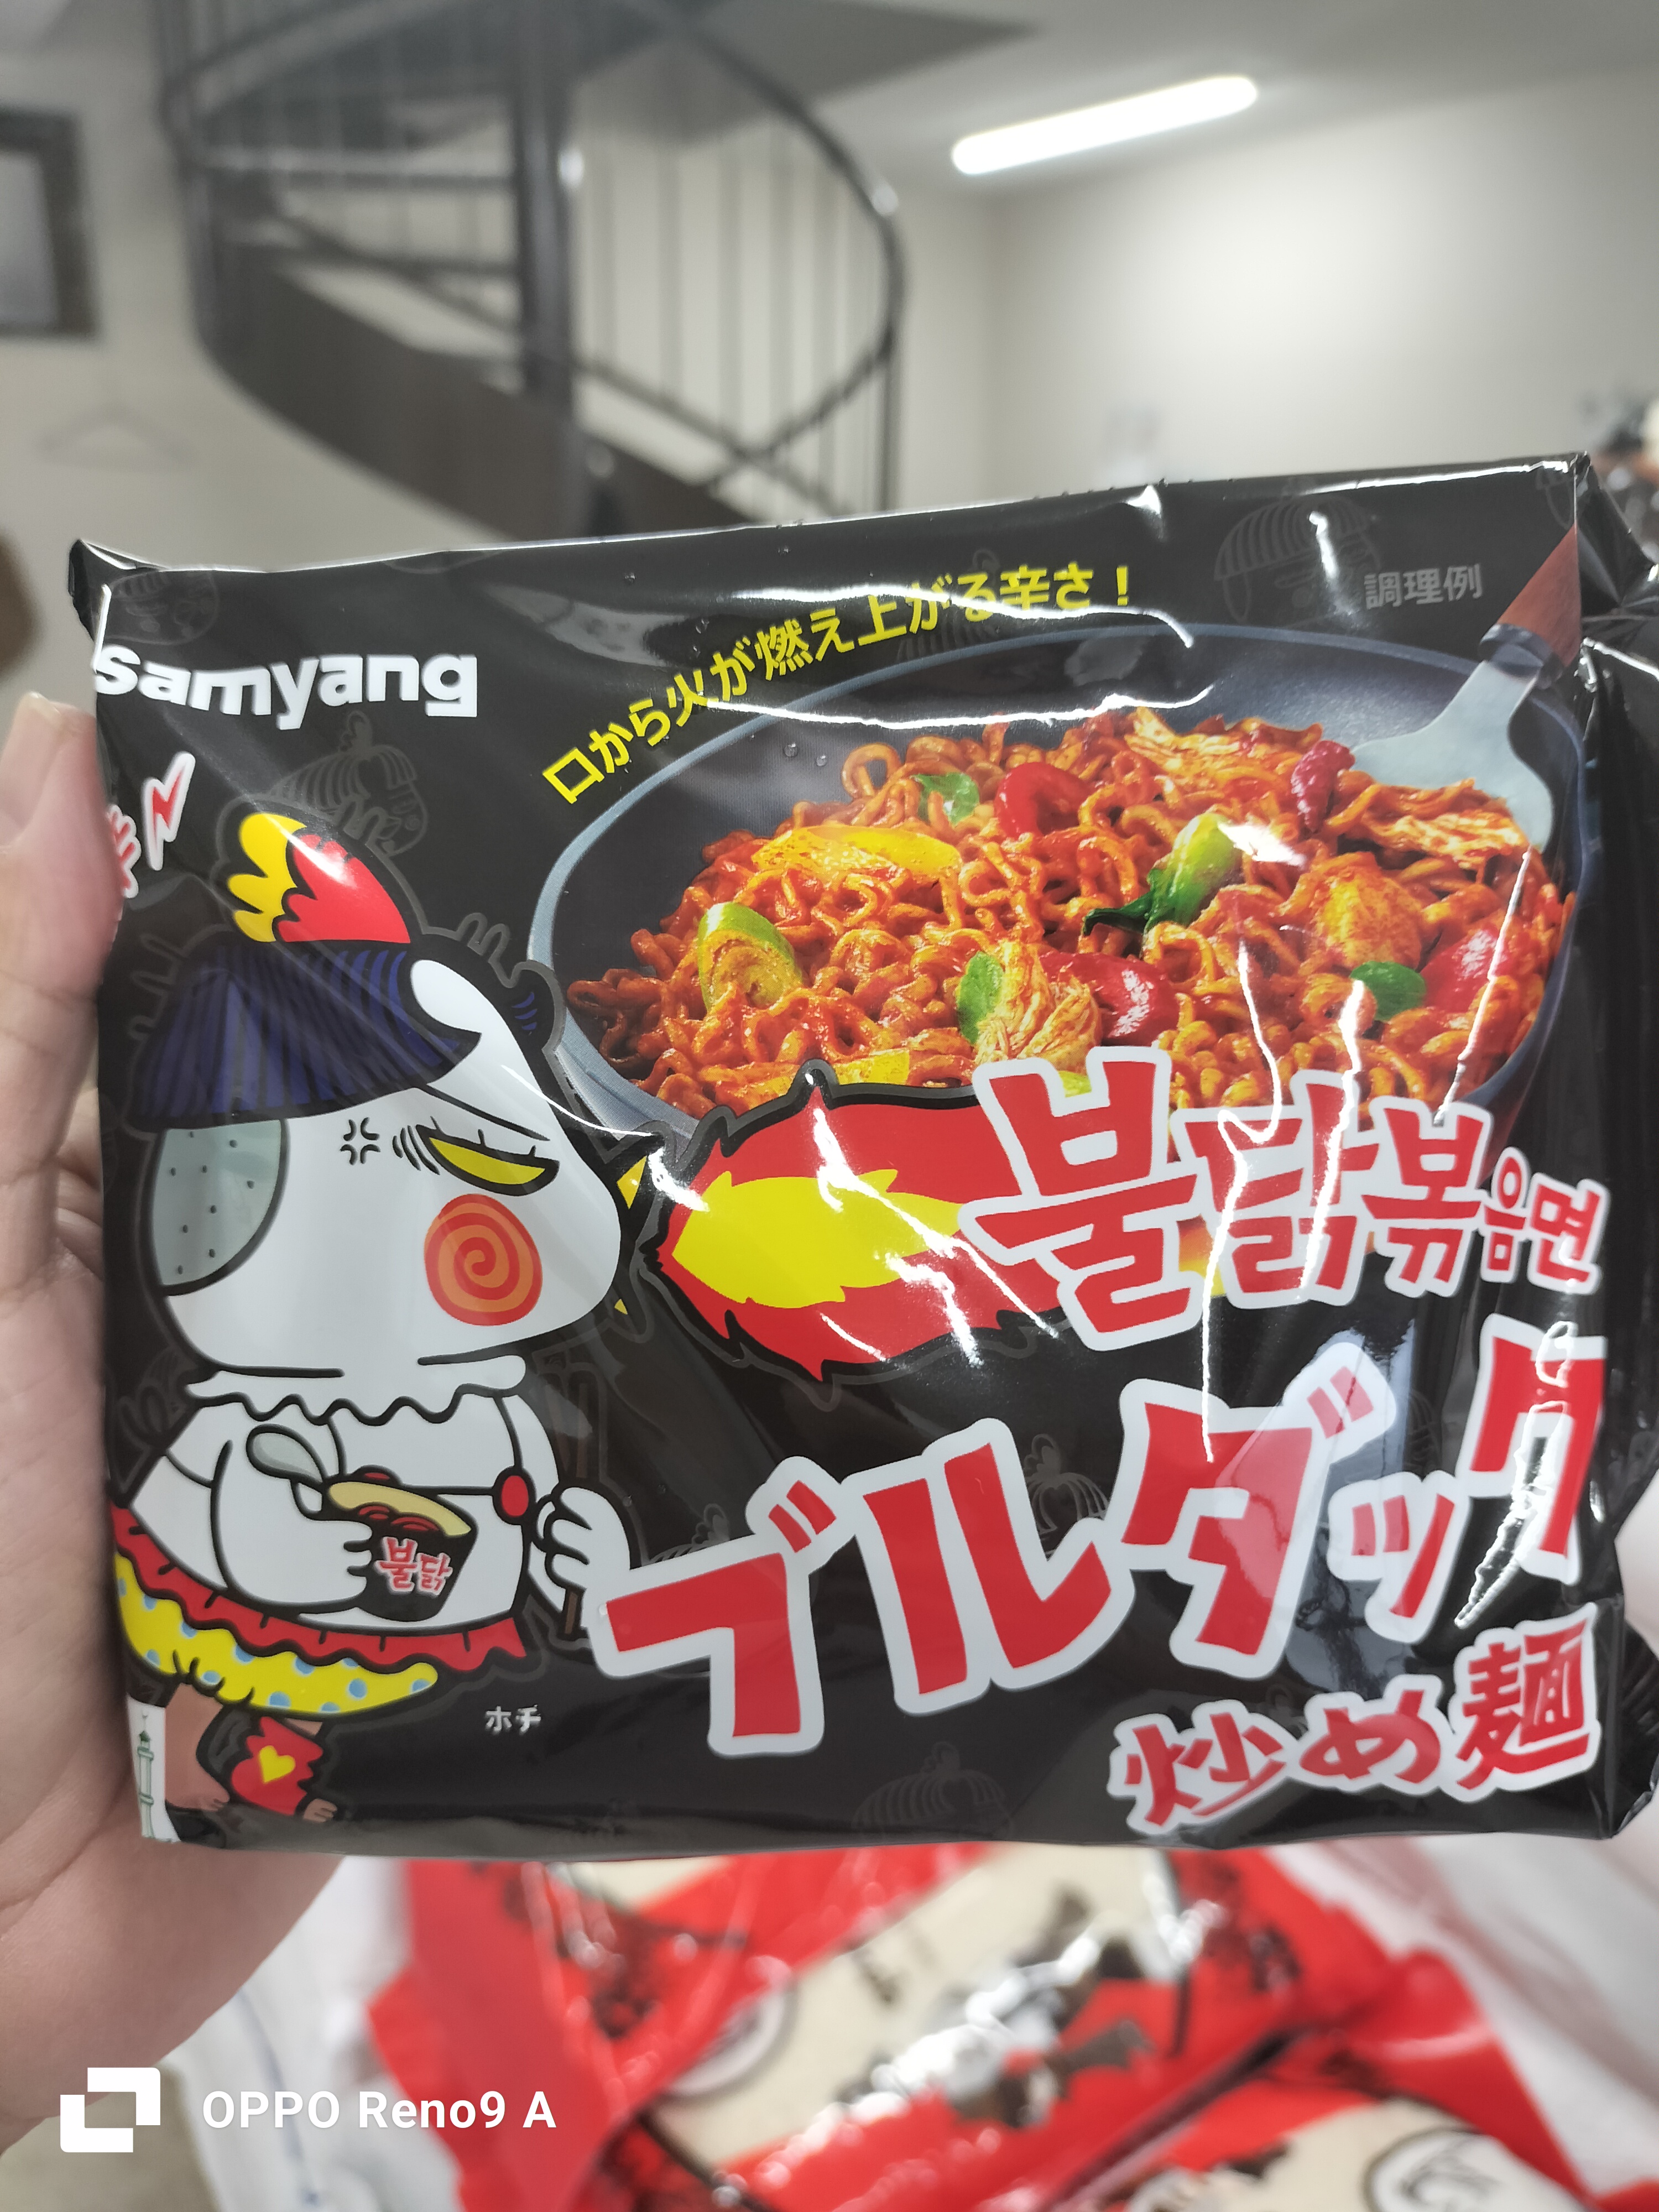 口から火が燃え上がる辛さ！
調理例
samyang
불닭볶음면
ブルダック
炒め麺
불닭
ホチ
OPPO Reno9 A